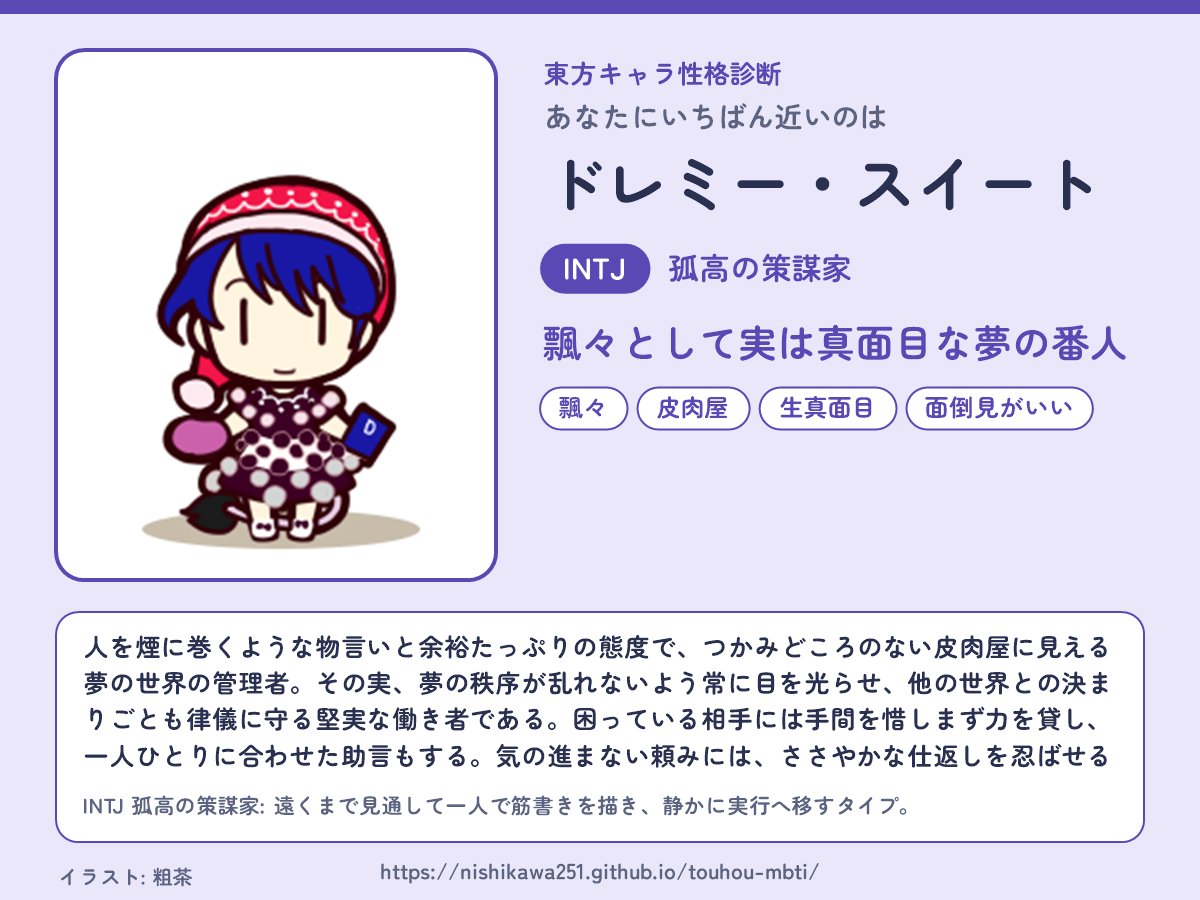 東方キャラ性格診断
あなたにいちばん近いのは
ドレミー・スイート
INTJ 孤高の策謀家
飄々として実は真面目な夢の番人
飄々 皮肉屋 生真面目 面倒見がいい
D
人を煙に巻くような物言いと余裕たっぷりの態度で、つかみどころのない皮肉屋に見える
夢の世界の管理者。その実、夢の秩序が乱れないよう常に目を光らせ、他の世界との決ま
りごとも律儀に守る堅実な働き者である。困っている相手には手間を惜しまず力を貸し、
一人ひとりに合わせた助言もする。気の進まない頼みには、ささやかな仕返しを忍ばせる
INTJ 孤高の策謀家: 遠くまで見通して一人で筋書きを描き、静かに実行へ移すタイプ。
イラスト: 粗茶
https://nishikawa251.github.io/touhou-mbti/